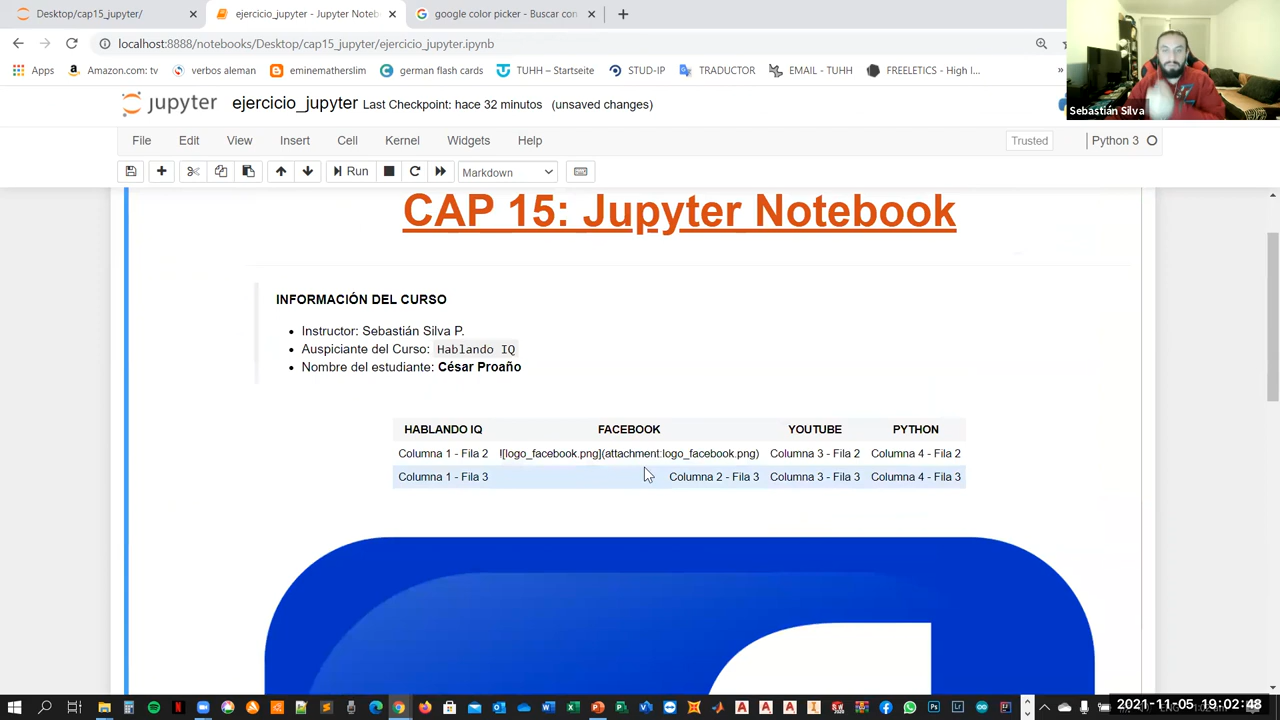 Desktop/cap15_jupyter/
ejercicio_jupyter - Jupyter Noteb
google color picker - Buscar con
localhost:8888/notebooks/Desktop/cap15_jupyter/ejercicio_jupyter.ipynb
Apps
Amazon.com: tv
verbos aleman
eminematherslim
german flash cards
TUHH – Startseite
STUD-IP
TRADUCTOR
EMAIL - TUHH
FREELETICS - High I...
»
Sebastián Silva
jupyter
ejercicio_jupyter Last Checkpoint: hace 32 minutos (unsaved changes)
File Edit View Insert Cell Kernel Widgets Help
Trusted
Python 3
Run
Markdown
CAP 15: Jupyter Notebook
INFORMACIÓN DEL CURSO
• Instructor: Sebastián Silva P.
• Auspiciante del Curso: Hablando IQ
• Nombre del estudiante: César Proaño
HABLANDO IQ FACEBOOK YOUTUBE PYTHON
Columna 1 - Fila 2 ![logo_facebook.png](attachment:logo_facebook.png) Columna 3 - Fila 2 Columna 4 - Fila 2
Columna 1 - Fila 3 Columna 2 - Fila 3 Columna 3 - Fila 3 Columna 4 - Fila 3
2021-11-05 19:02:48